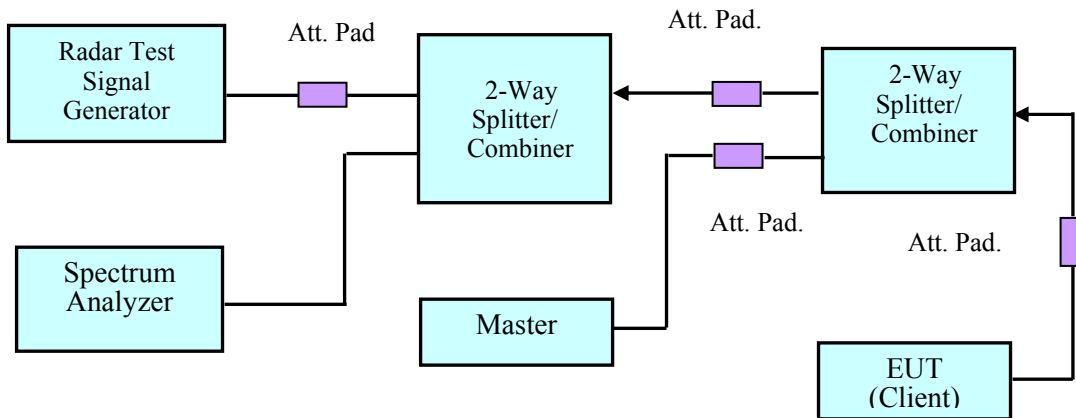 Radar Test
Signal
Generator
Att. Pad
2-Way
Splitter/
Combiner
Att. Pad.
2-Way
Splitter/
Combiner
Att. Pad.
Att. Pad.
Spectrum
Analyzer
Master
EUT
(Client)